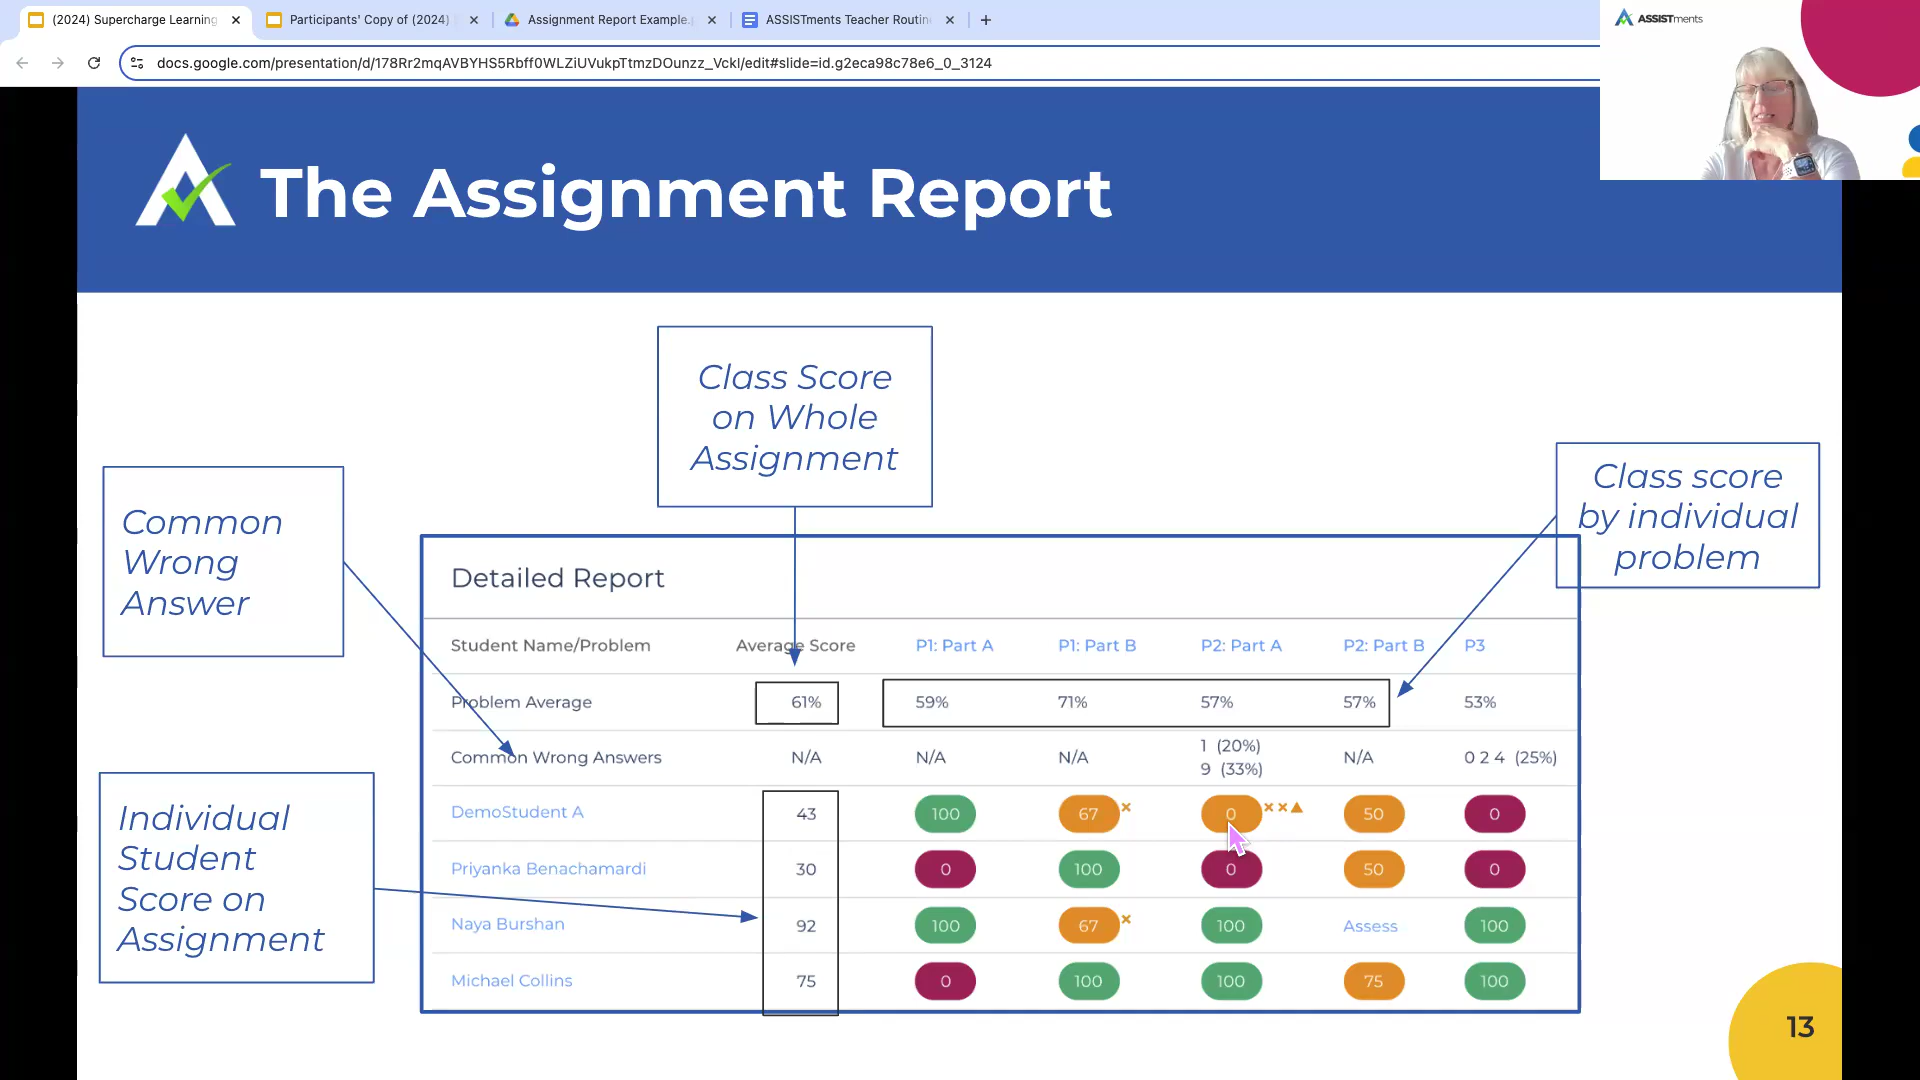 (2024) Supercharge Learning
Participants' Copy of (2024)
Assignment Report Example.
ASSISTments Teacher Routin
docs.google.com/presentation/d/178Rr2mqAVBYHS5Rbff0WLZiUVukpTtmzDOunzz_VckI/edit#slide=id.g2eca98c78e6_0_3124
ASSISTments
The Assignment Report
Class Score
on Whole
Assignment
Common
Wrong
Answer
Class score
by individual
problem
Individual
Student
Score on
Assignment
Detailed Report
Student Name/Problem Average Score P1: Part A P1: Part B P2: Part A P2: Part B P3
Problem Average 61% 59% 71% 57% 57% 53%
Common Wrong Answers N/A N/A N/A 1 (20%) 9 (33%) N/A 0 2 4 (25%)
DemoStudent A 43 100 67 × 0 ××▲ 50 0
Priyanka Benachamardi 30 0 100 0 50 0
Naya Burshan 92 100 67 × 100 Assess 100
Michael Collins 75 0 100 100 75 100
13